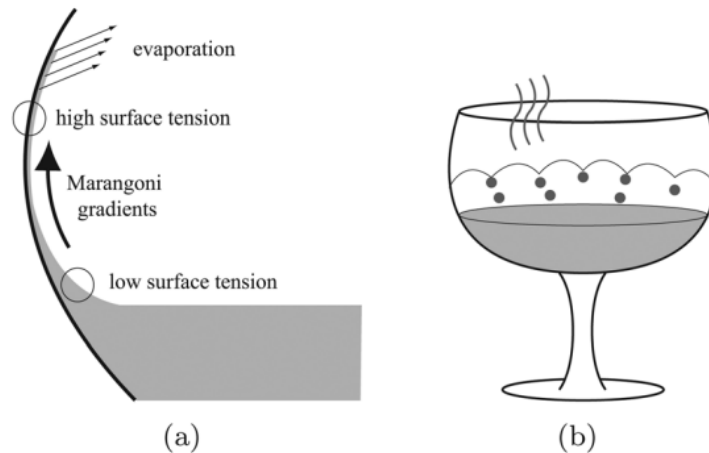 evaporation
high surface tension
Marangoni
gradients
low surface tension
(a)
(b)